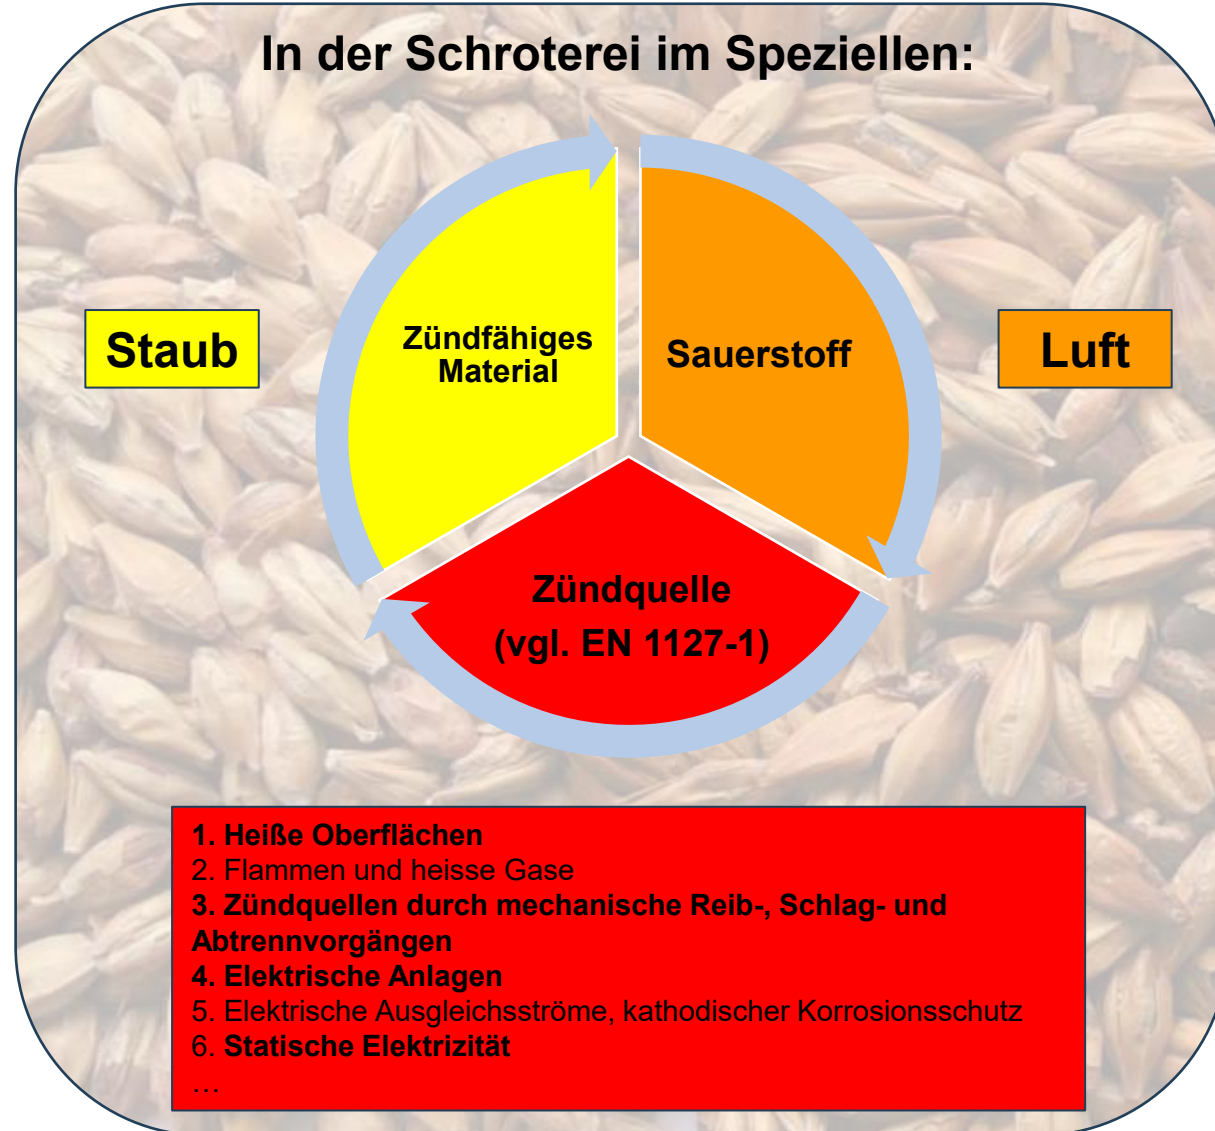 In der Schroterei im Speziellen:
Staub
Zündfähiges
Material
Sauerstoff
Luft
Zündquelle
(vgl. EN 1127-1)
1. Heiße Oberflächen
2. Flammen und heisse Gase
3. Zündquellen durch mechanische Reib-, Schlag- und
Abtrennvorgängen
4. Elektrische Anlagen
5. Elektrische Ausgleichsströme, kathodischer Korrosionsschutz
6. Statische Elektrizität
…